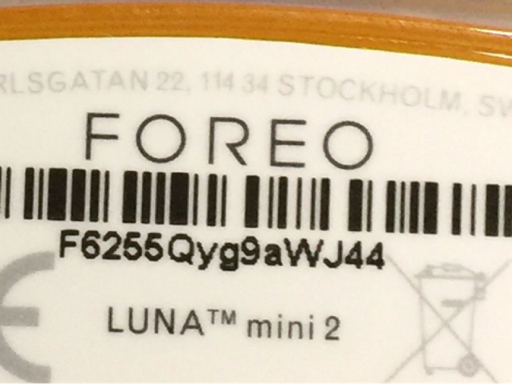 RLSGATAN 22, 114 34 STOCKHOLM, SW
FOREO
F6255Qyg9aWJ44
LUNA™ mini 2